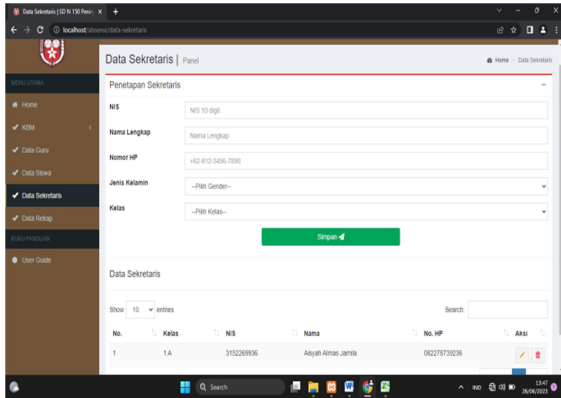 Data Sekretaris | SD N 150 Pening
localhost/absensi/data-sekretaris
MENU UTAMA
Home
KBM
Data Guru
Data Siswa
Data Sekretaris
Data Rekap
BUKU PANDUAN
User Guide
Data Sekretaris | Panel
Home - Data Sekretaris
Penetapan Sekretaris
NIS
NIS 10 digit
Nama Lengkap
Nama Lengkap
Nomor HP
+62-812-3456-7890
Jenis Kelamin
--Pilih Gender--
Kelas
--Pilih Kelas--
Simpan
Data Sekretaris
Show 10 entries
Search:
No. Kelas NIS Nama No. HP Aksi
1 1 A 3152269936 Aisyah Almas Jamila 082275739236
Search
IND
13.47
26/06/2023